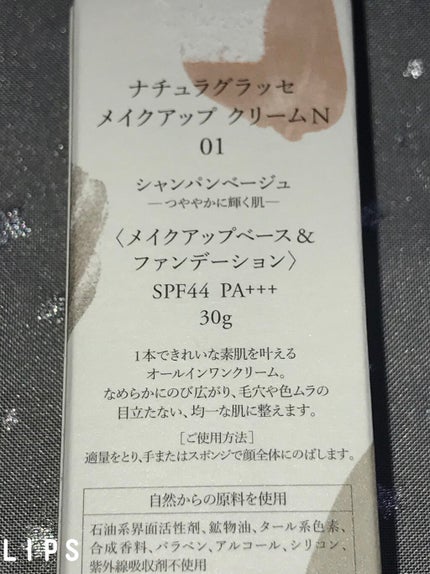 ナチュラグラッセ
メイクアップ クリームN
01
シャンパンベージュ
―つややかに輝く肌―
〈メイクアップベース&
ファンデーション〉
SPF44 PA+++
30g
1本できれいな素肌を叶える
オールインワンクリーム。
なめらかにのび広がり、毛穴や色ムラの
目立たない、均一な肌に整えます。
[ご使用方法]
適量をとり、手またはスポンジで顔全体にのばします。
自然からの原料を使用
石油系界面活性剤、鉱物油、タール系色素、
合成香料、パラベン、アルコール、シリコン、
紫外線吸収剤不使用
LIPS